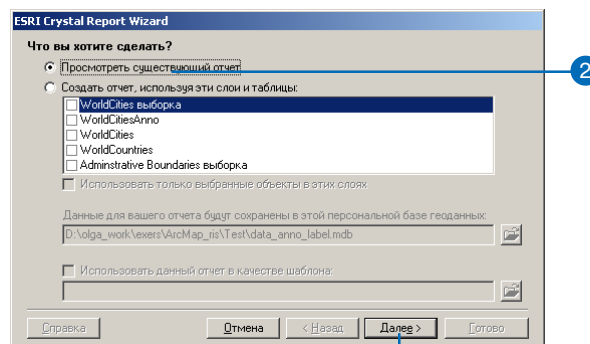 ESRI Crystal Report Wizard
Что вы хотите сделать?
Просмотреть существующий отчет
2
Создать отчет, используя эти слои и таблицы:
WorldCities выборка
WorldCitiesAnno
WorldCities
WorldCountries
Adminstrative Boundaries выборка
Использовать только выбранные объекты в этих слоях
Данные для вашего отчета будут сохранены в этой персональной базе геоданных:
D:\olga_work\exers\ArcMap_ris\Test\data_anno_label.mdb
Использовать данный отчет в качестве шаблона:
Справка Отмена < Назад Далее > Готово